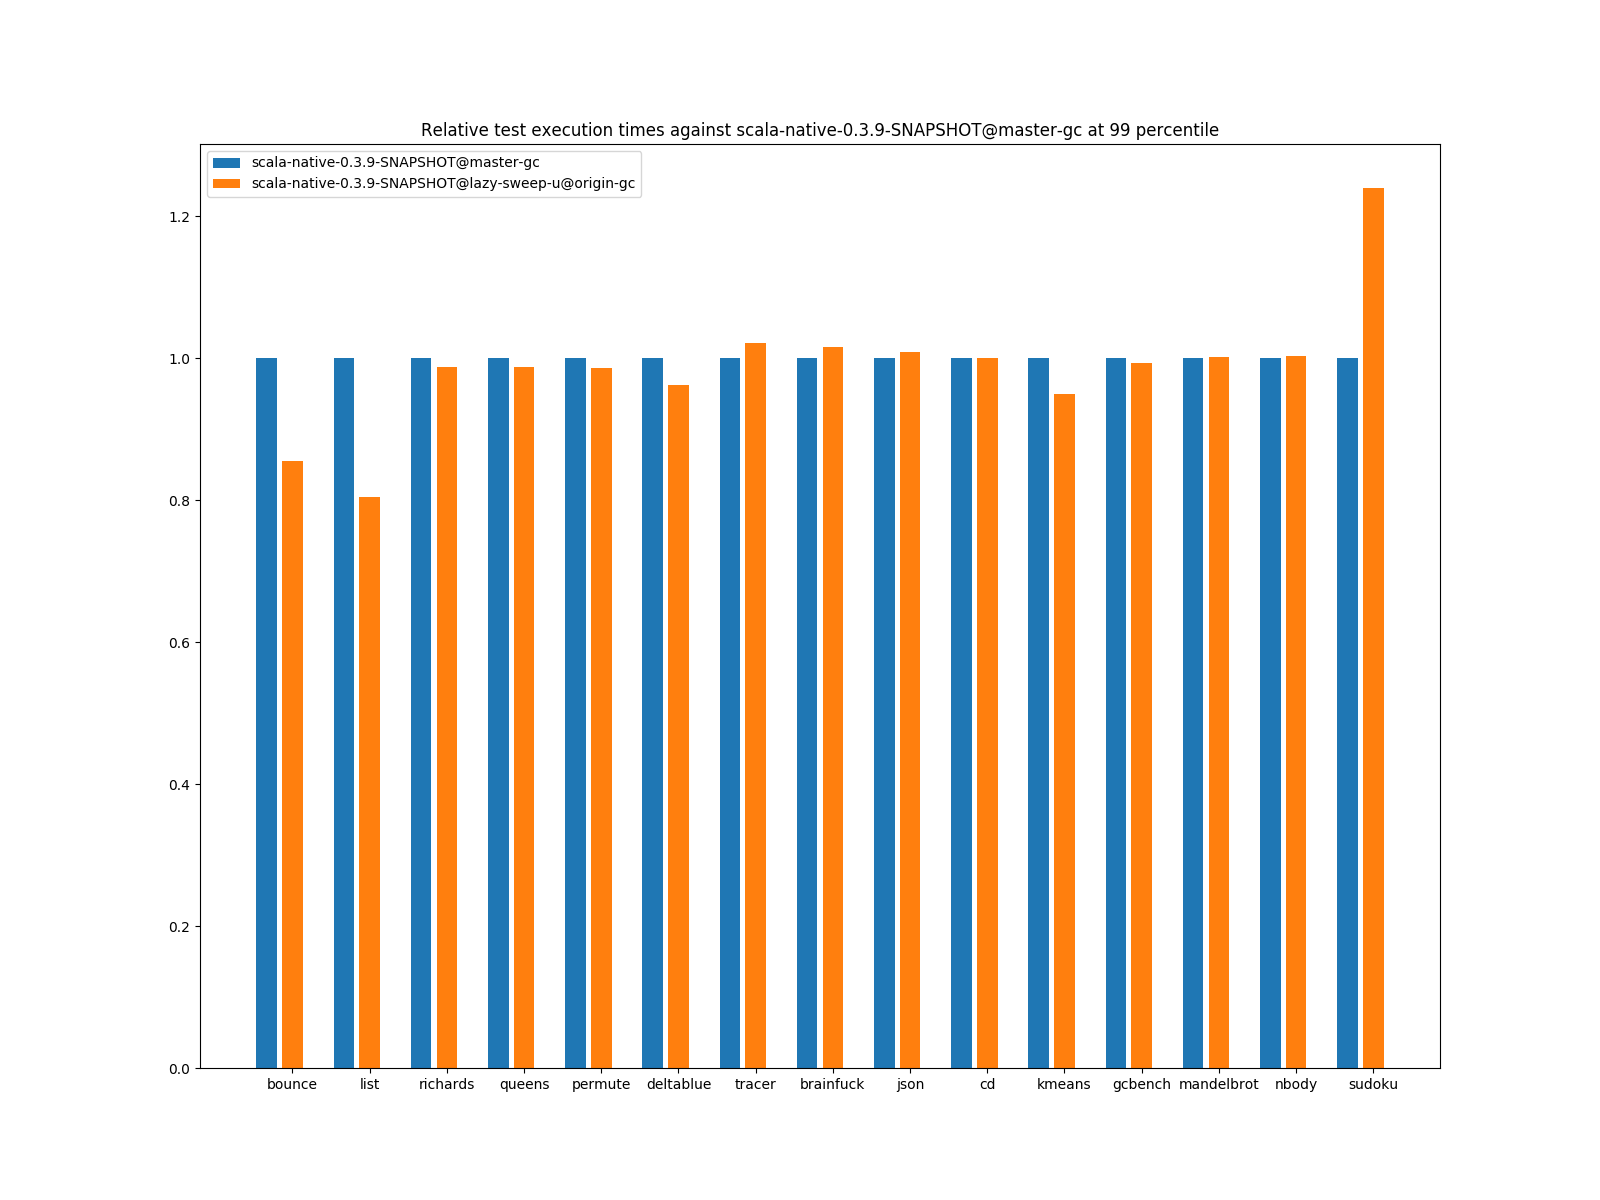 Relative test execution times against scala-native-0.3.9-SNAPSHOT@master-gc at 99 percentile
scala-native-0.3.9-SNAPSHOT@master-gc
scala-native-0.3.9-SNAPSHOT@lazy-sweep-u@origin-gc
1.2
1.0
0.8
0.6
0.4
0.2
0.0
bounce list richards queens permute deltablue tracer brainfuck json cd kmeans gcbench mandelbrot nbody sudoku